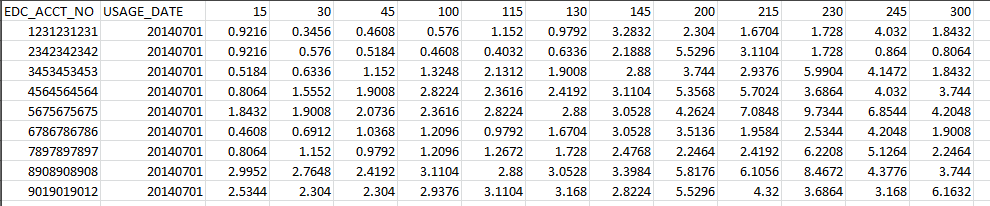 EDC_ACCT_NO USAGE_DATE 15 30 45 100 115 130 145 200 215 230 245 300
1231231231 20140701 0.9216 0.3456 0.4608 0.576 1.152 0.9792 3.2832 2.304 1.6704 1.728 4.032 1.8432
2342342342 20140701 0.9216 0.576 0.5184 0.4608 0.4032 0.6336 2.1888 5.5296 3.1104 1.728 0.864 0.8064
3453453453 20140701 0.5184 0.6336 1.152 1.3248 2.1312 1.9008 2.88 3.744 2.9376 5.9904 4.1472 1.8432
4564564564 20140701 0.8064 1.5552 1.9008 2.8224 2.3616 2.4192 3.1104 5.3568 5.7024 3.6864 4.032 3.744
5675675675 20140701 1.8432 1.9008 2.0736 2.3616 2.8224 2.88 3.0528 4.2624 7.0848 9.7344 6.8544 4.2048
6786786786 20140701 0.4608 0.6912 1.0368 1.2096 0.9792 1.6704 3.0528 3.5136 1.9584 2.5344 4.2048 1.9008
7897897897 20140701 0.8064 1.152 0.9792 1.2096 1.2672 1.728 2.4768 2.2464 2.4192 6.2208 5.1264 2.2464
8908908908 20140701 2.9952 2.7648 2.4192 3.1104 2.88 3.0528 3.3984 5.8176 6.1056 8.4672 4.3776 3.744
9019019012 20140701 2.5344 2.304 2.304 2.9376 3.1104 3.168 2.8224 5.5296 4.32 3.6864 3.168 6.1632